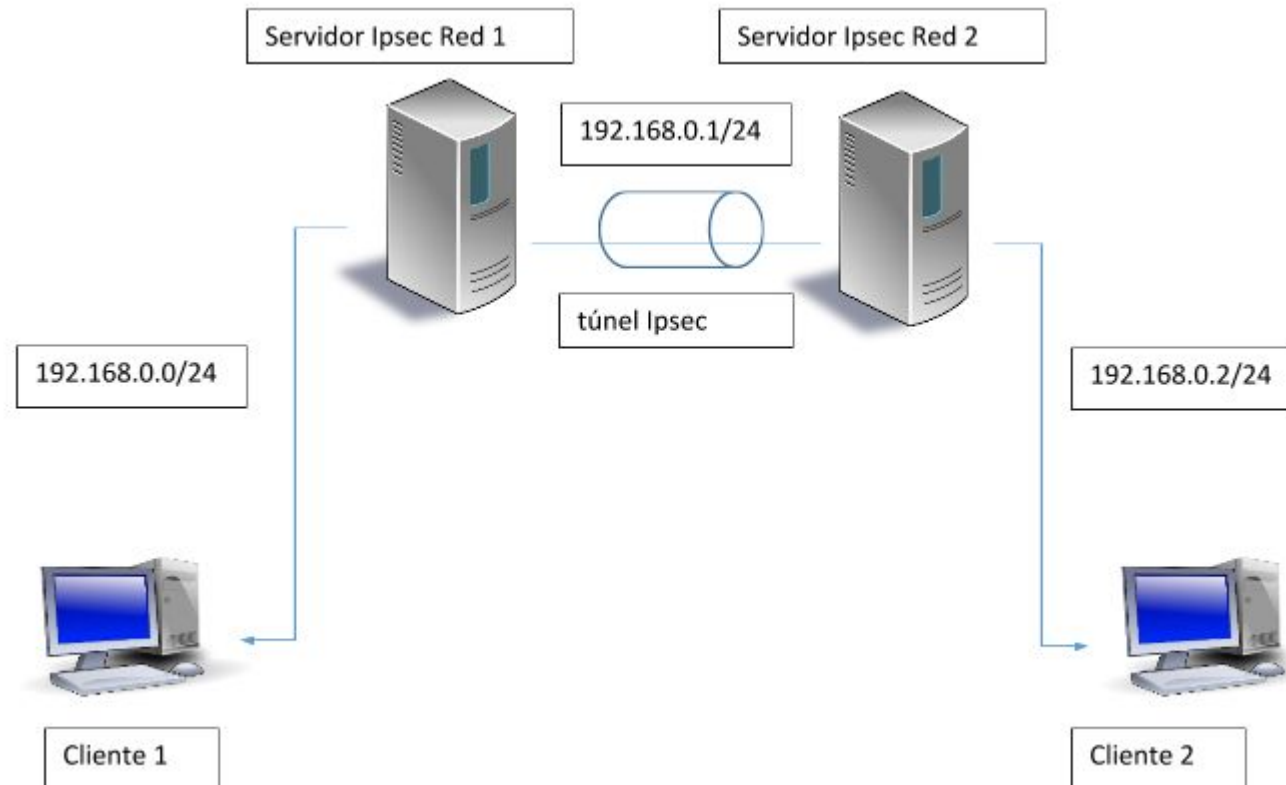 Servidor Ipsec Red 1
Servidor Ipsec Red 2
192.168.0.1/24
túnel Ipsec
192.168.0.0/24
192.168.0.2/24
Cliente 1
Cliente 2